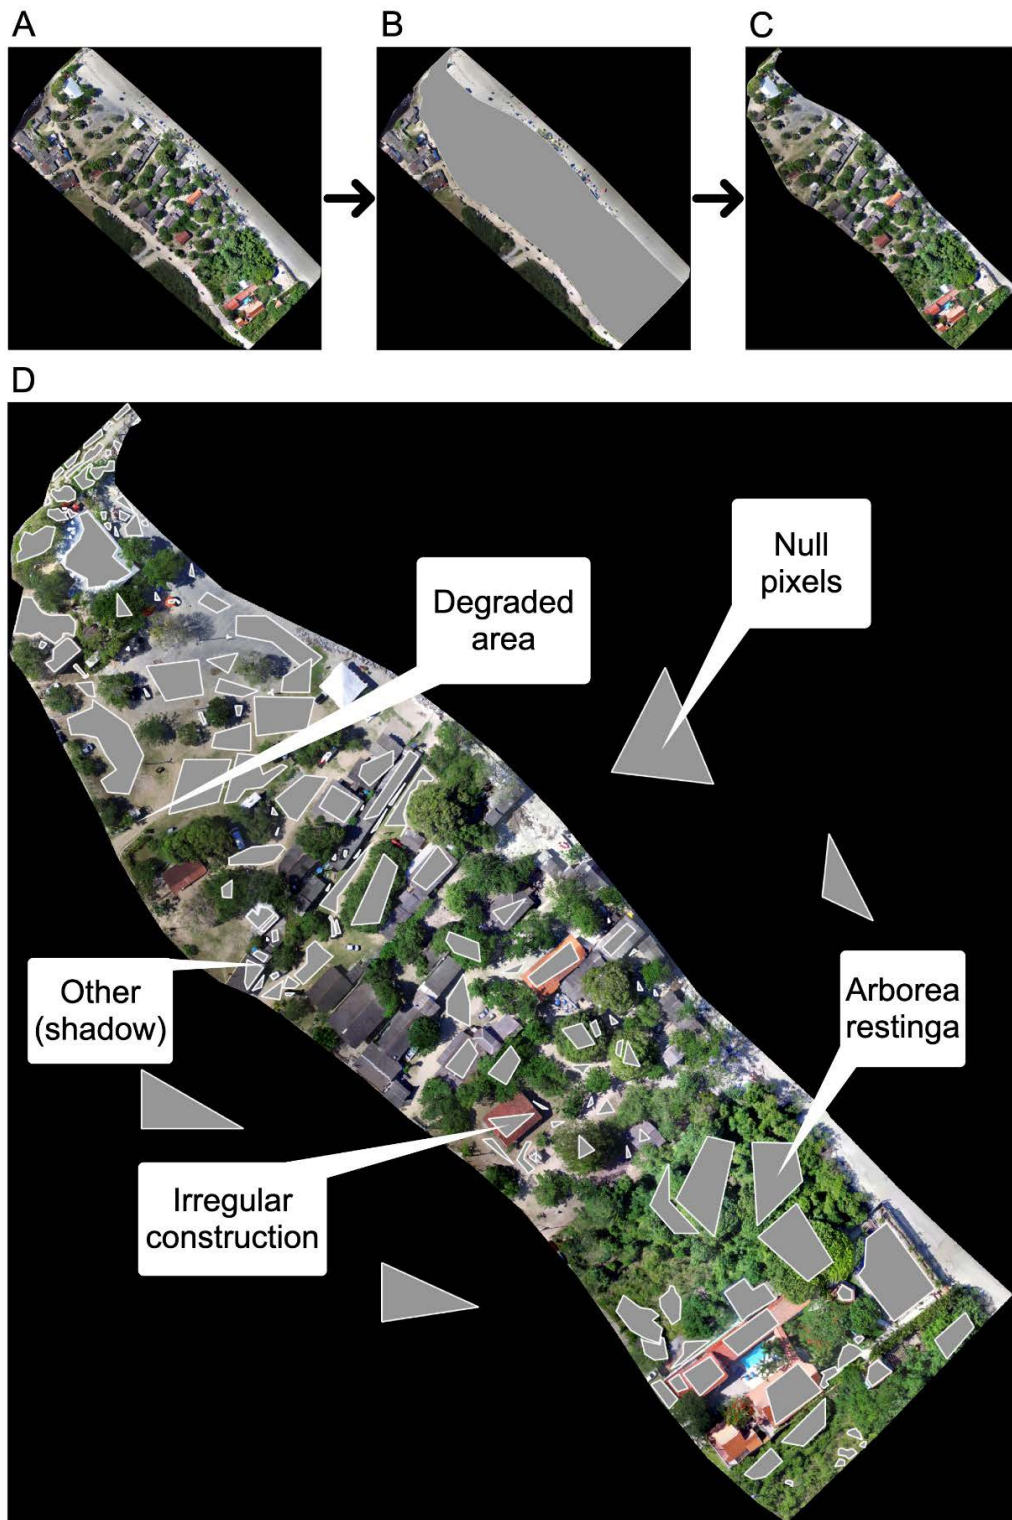 A
B
C
D
Null
pixels
Degraded
area
Other
(shadow)
Arborea
restinga
Irregular
construction